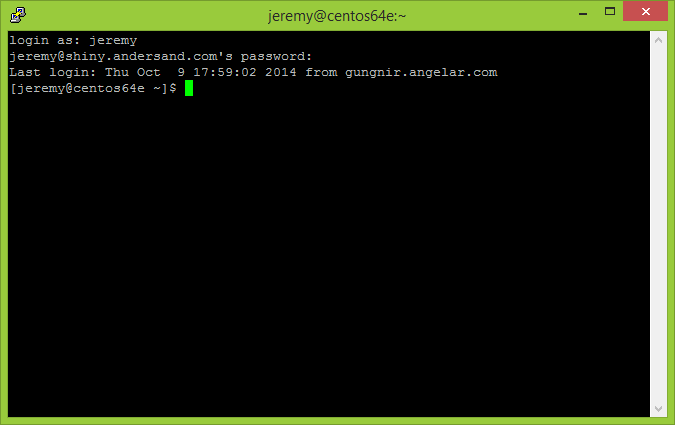 jeremy@centos64e:~
login as: jeremy
jeremy@shiny.andersand.com's password:
Last login: Thu Oct  9 17:59:02 2014 from gungnir.angelar.com
[jeremy@centos64e ~]$